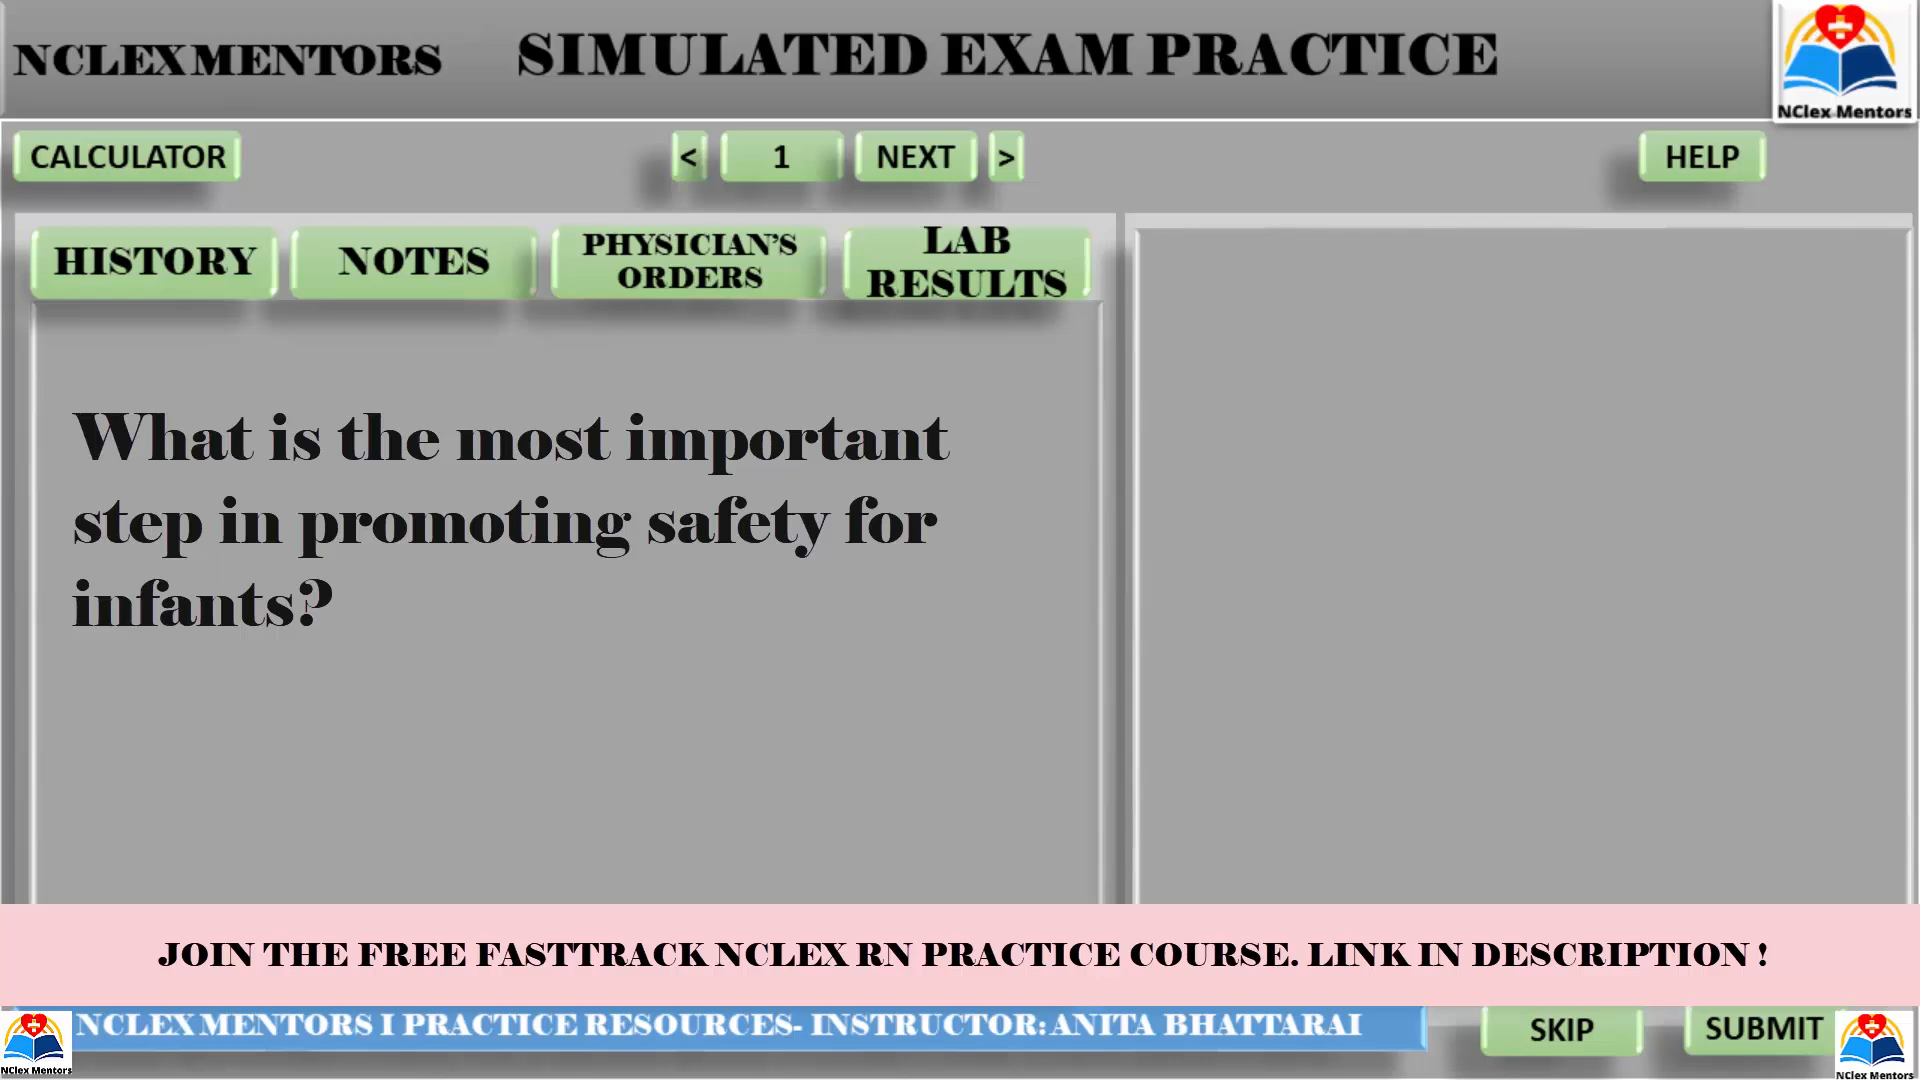 NCLEX MENTORS
SIMULATED EXAM PRACTICE
NClex Mentors
CALCULATOR
<
1
NEXT
>
HELP
HISTORY
NOTES
PHYSICIAN'S
ORDERS
LAB
RESULTS
What is the most important
step in promoting safety for
infants?
JOIN THE FREE FASTTRACK NCLEX RN PRACTICE COURSE. LINK IN DESCRIPTION !
NClex Mentors
NCLEX MENTORS I PRACTICE RESOURCES- INSTRUCTOR: ANITA BHATTARAI
SKIP
SUBMIT
NClex Mentors